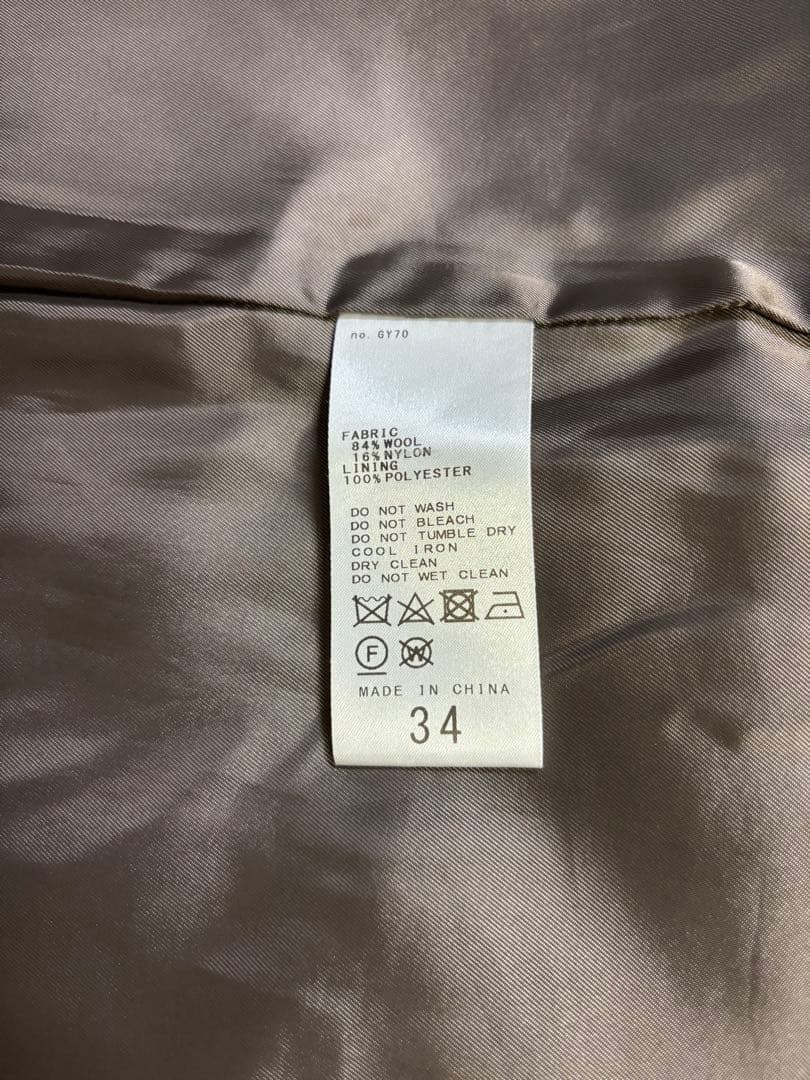 no. GY70
FABRIC
84% WOOL
16% NYLON
LINING
100% POLYESTER
DO NOT WASH
DO NOT BLEACH
DO NOT TUMBLE DRY
COOL IRON
DRY CLEAN
DO NOT WET CLEAN
F W
MADE IN CHINA
34